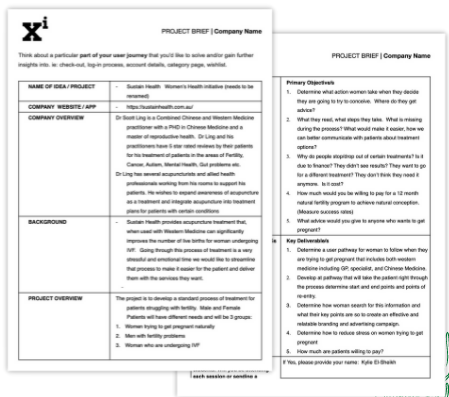 xi
PROJECT BRIEF | Company Name
Think about a particular part of your user journey that you'd like to solve and/or gain further
insights into. ie: check-out, log-in process, account details, category page, wishlist.
NAME OF IDEA / PROJECT - Sustain Health Women's Health initiative (needs to be
renamed)
COMPANY WEBSITE / APP - https://sustainhealth.com.au/
COMPANY OVERVIEW Dr Scott Ling is a Combined Chinese and Western Medicine
practitioner with a PHD in Chinese Medicine and a
master of reproductive health. Dr Ling and his
practitioners have 5 star rated reviews by their patients
for his treatment of patients in the areas of Fertility,
Cancer, Autism, Mental Health, Gut problems etc.
Dr Ling has several acupuncturists and allied health
professionals working from his rooms to support his
patients. He wishes to expand awareness of acupuncture
as a treatment and integrate acupuncture into treatment
plans for patients with certain conditions
BACKGROUND - Sustain Health provides acupuncture treatment that,
when used with Western Medicine can significantly
improves the number of live births for woman undergoing
IVF. Going through this process of treatment is a very
stressful and emotional time we would like to streamline
that process to make it easier for the patient and deliver
them with the services they want.
-
PROJECT OVERVIEW The project is to develop a standard process of treatment for
patients struggling with fertility. Male and Female
Patients will have different needs and will be 3 groups:
1. Women trying to get pregnant naturally
2. Men with fertility problems
3. Women who are undergoing IVF
PROJECT BRIEF | Company Name
Primary Objective/s
1. Determine what action women take when they decide
they are going to try to conceive. Where do they get
advice?
2. What they read, what steps they take. What is missing
during the process? What would make it easier, how we
can better communicate with patients about treatment
options?
3. Why do people stop/drop out of certain treatments? Is it
due to finance? They didn't see results? They want to go
for a different treatment? They don't think they need it
anymore. Is it cost?
4. How much would you be willing to pay for a 12 month
natural fertility program to achieve natural conception.
(Measure success rates)
5. What advice would you give to anyone who wants to get
pregnant?
Key Deliverable/s
1. Determine a user pathway for women to follow when they
are trying to get pregnant that includes both western
medicine including GP, specialist, and Chinese Medicine.
2. Develop at pathway that will take the patient right through
the process determine start and end points and points of
re-entry.
3. Determine how women search for this information and
what their key points are so to create an effective and
relatable branding and advertising campaign.
4. Determine how to reduce stress on women trying to get
pregnant
5. How much are patients willing to pay?
If Yes, please provide your name: Kylie El-Sheikh
each session or sending a